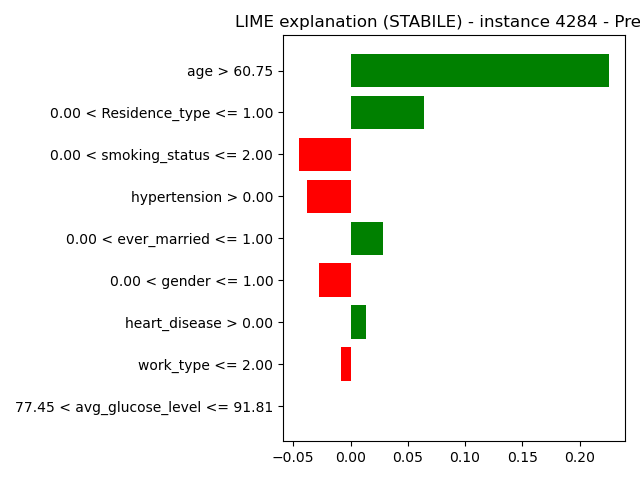 LIME explanation (STABILE) - instance 4284 - Pre
age > 60.75
0.00 < Residence_type <= 1.00
0.00 < smoking_status <= 2.00
hypertension > 0.00
0.00 < ever_married <= 1.00
0.00 < gender <= 1.00
heart_disease > 0.00
work_type <= 2.00
77.45 < avg_glucose_level <= 91.81
−0.05 0.00 0.05 0.10 0.15 0.20